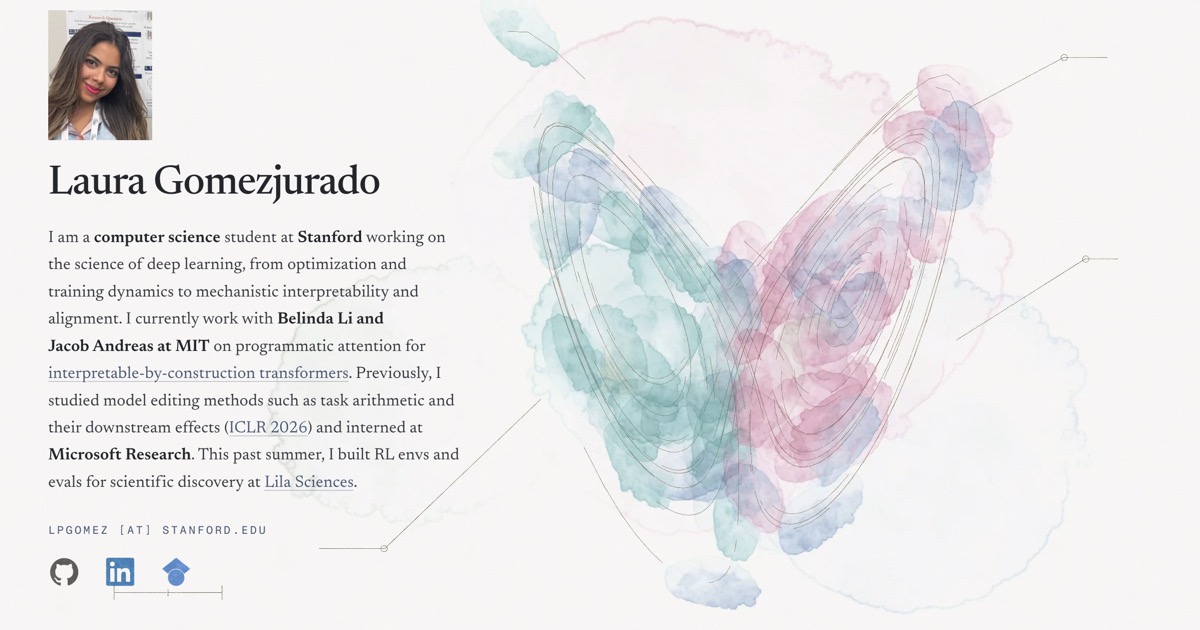 Laura Gomezjurado
I am a computer science student at Stanford working on
the science of deep learning, from optimization and
training dynamics to mechanistic interpretability and
alignment. I currently work with Belinda Li and
Jacob Andreas at MIT on programmatic attention for
interpretable-by-construction transformers. Previously, I
studied model editing methods such as task arithmetic and
their downstream effects (ICLR 2026) and interned at
Microsoft Research. This past summer, I built RL envs and
evals for scientific discovery at Lila Sciences.
LPGOMEZ [AT] STANFORD.EDU
in